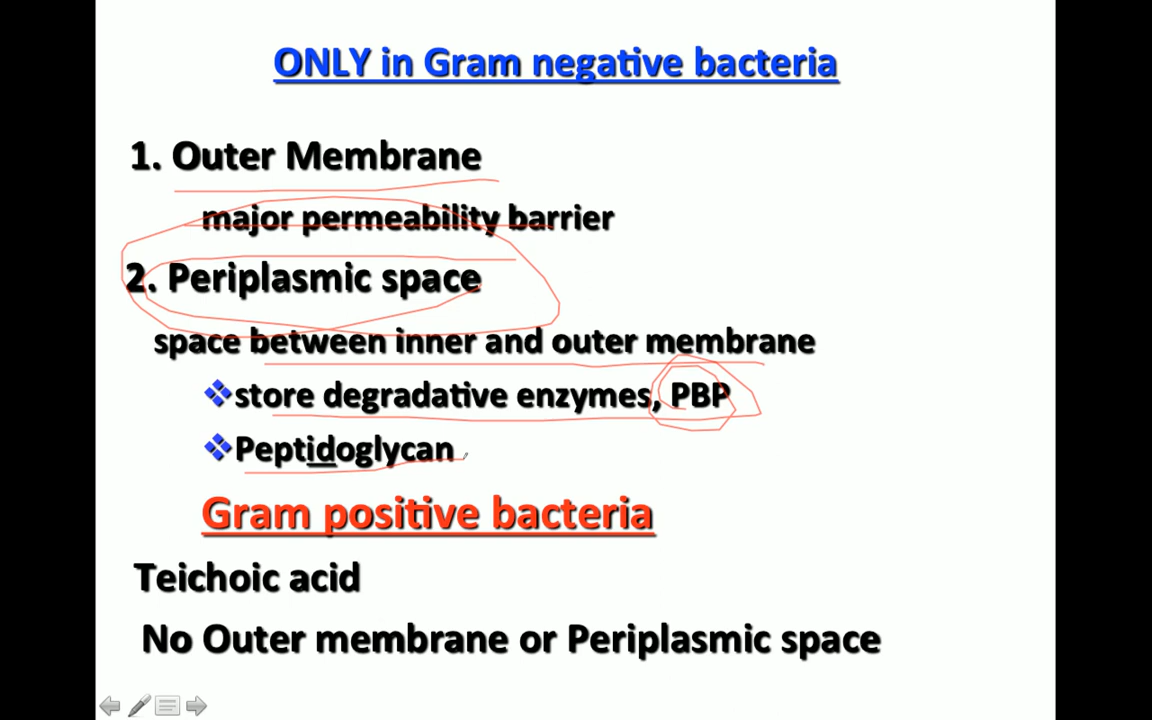 ONLY in Gram negative bacteria
1. Outer Membrane
major permeability barrier
2. Periplasmic space
space between inner and outer membrane
❖store degradative enzymes, PBP
❖Peptidoglycan
Gram positive bacteria
Teichoic acid
No Outer membrane or Periplasmic space